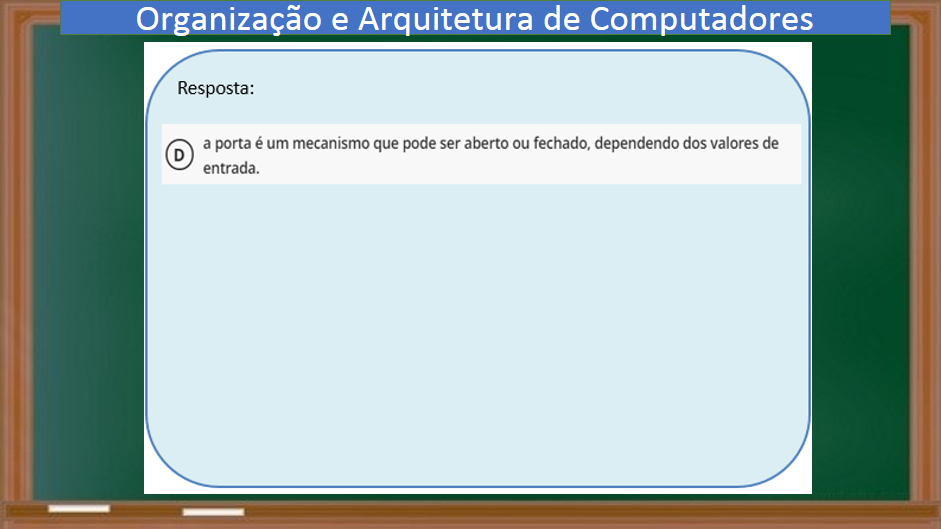 Organização e Arquitetura de Computadores
Resposta:
D a porta é um mecanismo que pode ser aberto ou fechado, dependendo dos valores de
entrada.